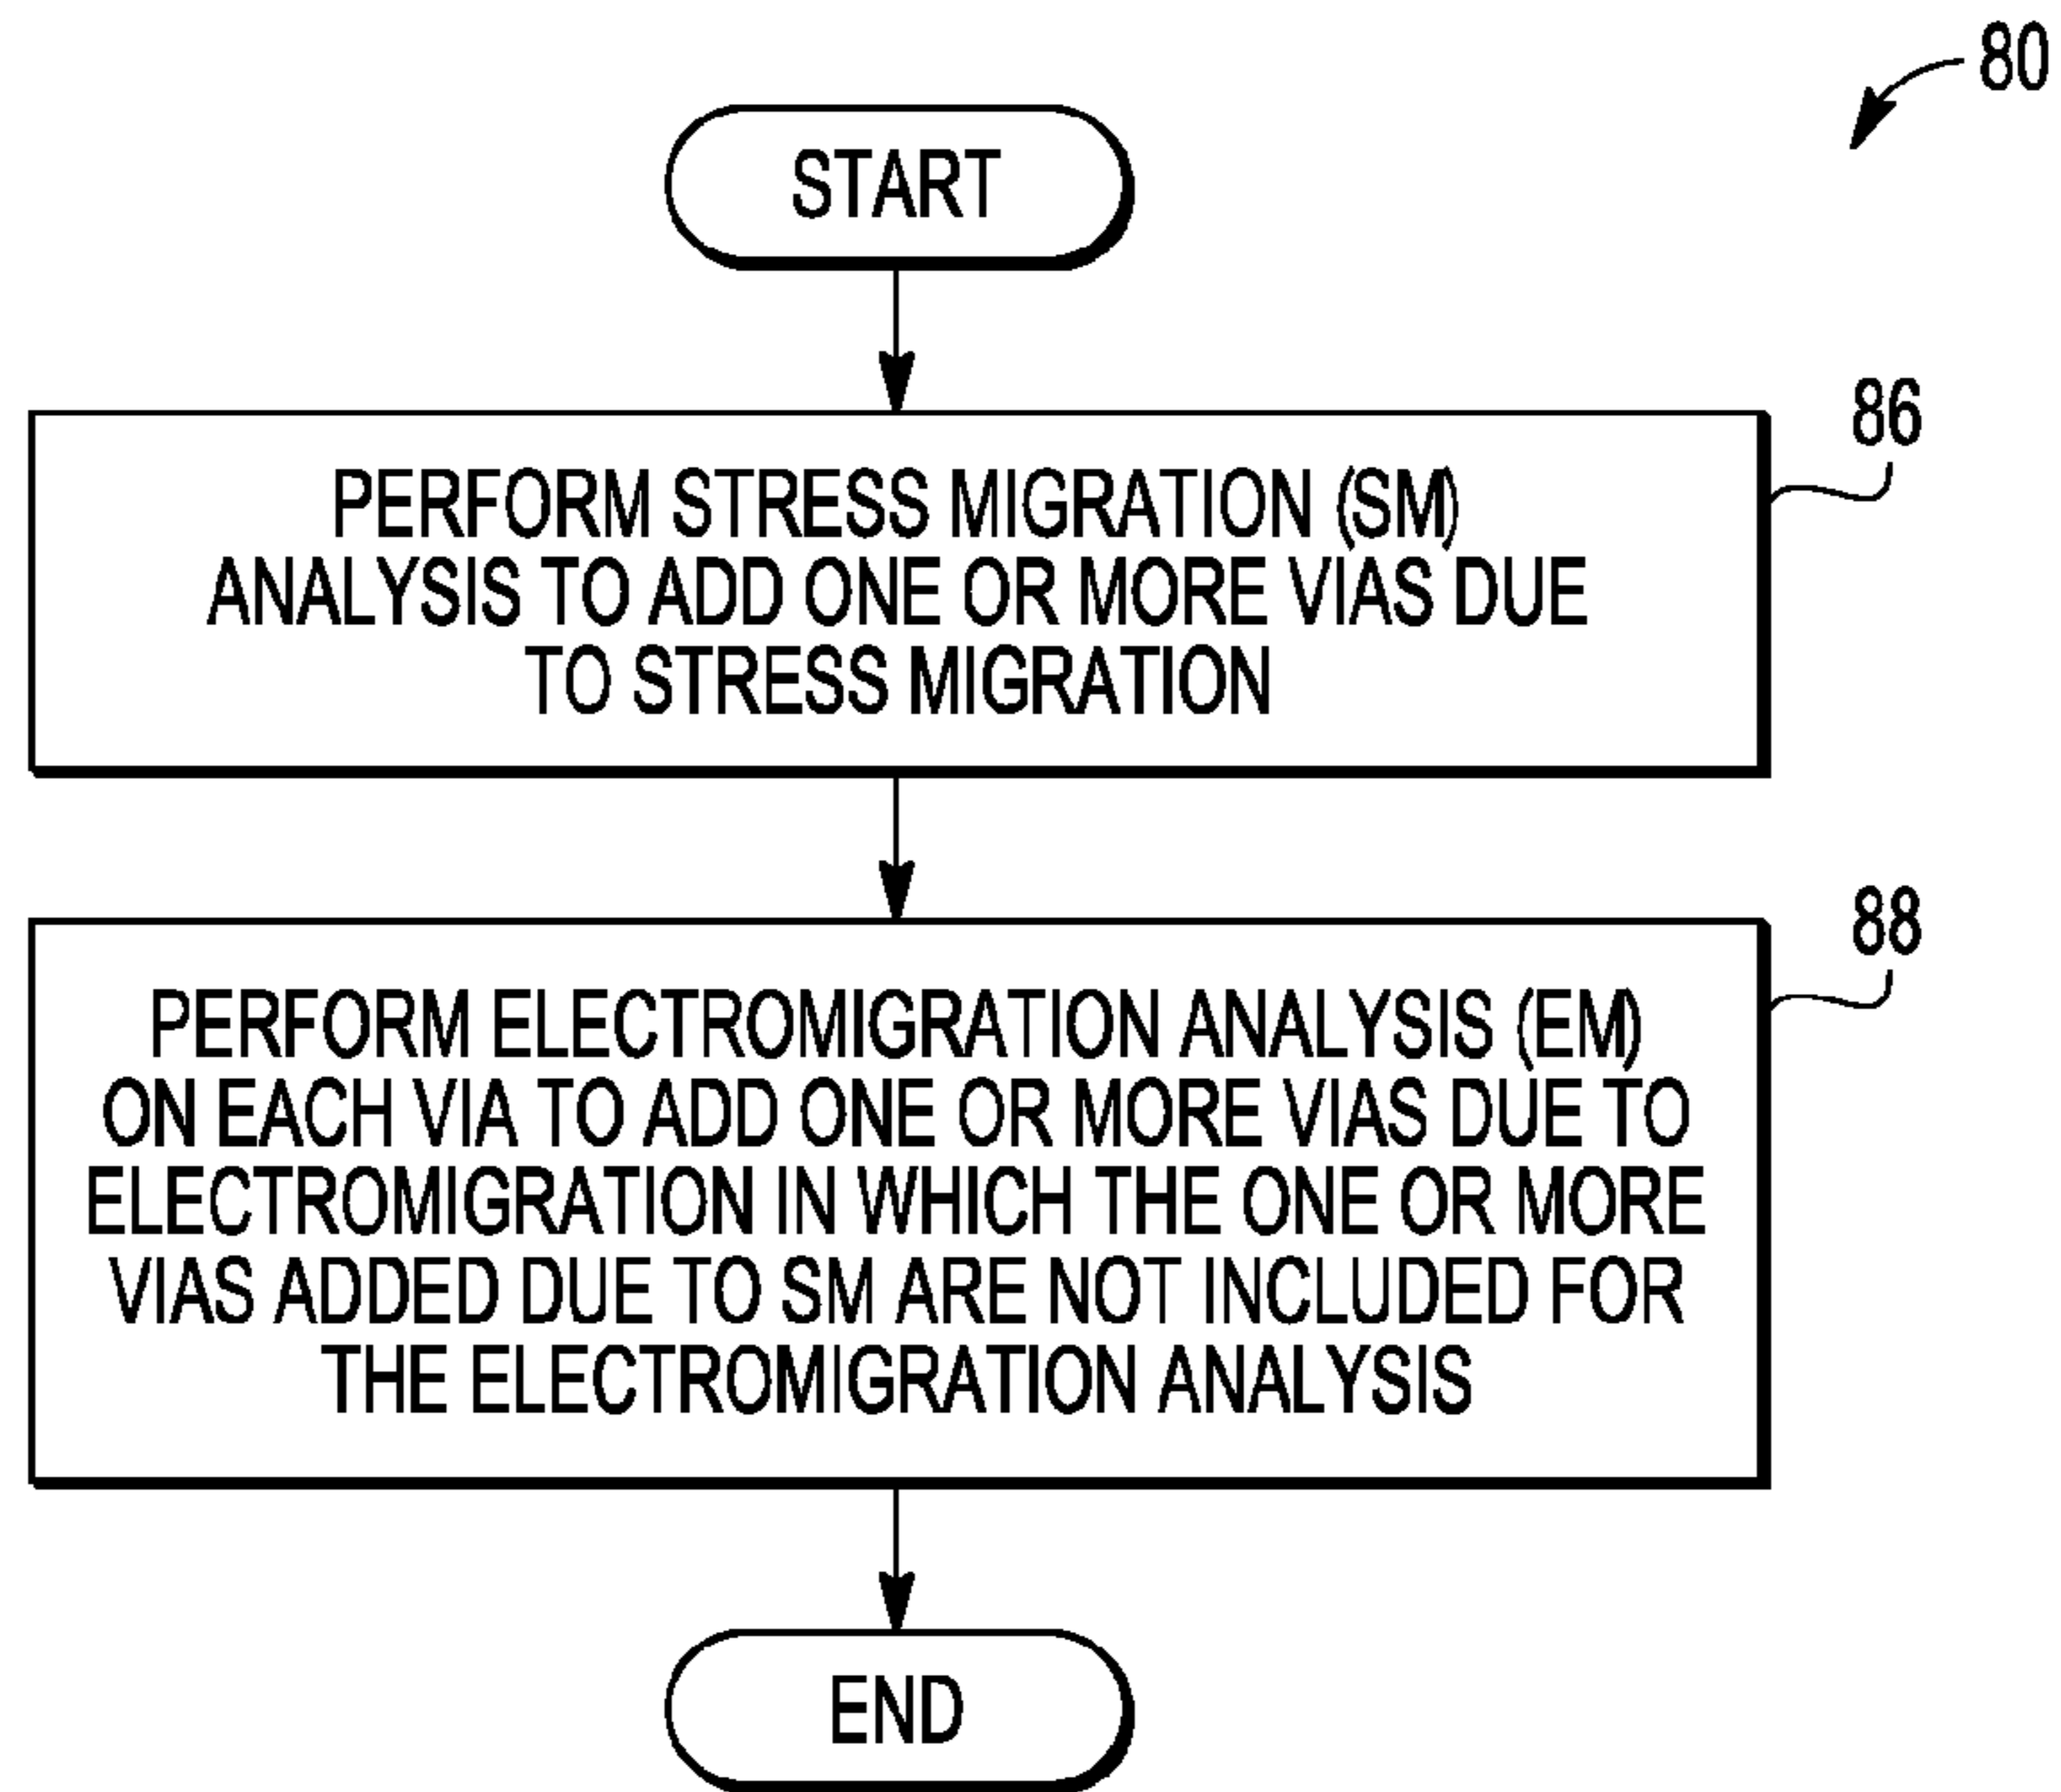 80
START
86
PERFORM STRESS MIGRATION (SM)
ANALYSIS TO ADD ONE OR MORE VIAS DUE
TO STRESS MIGRATION
88
PERFORM ELECTROMIGRATION ANALYSIS (EM)
ON EACH VIA TO ADD ONE OR MORE VIAS DUE TO
ELECTROMIGRATION IN WHICH THE ONE OR MORE
VIAS ADDED DUE TO SM ARE NOT INCLUDED FOR
THE ELECTROMIGRATION ANALYSIS
END